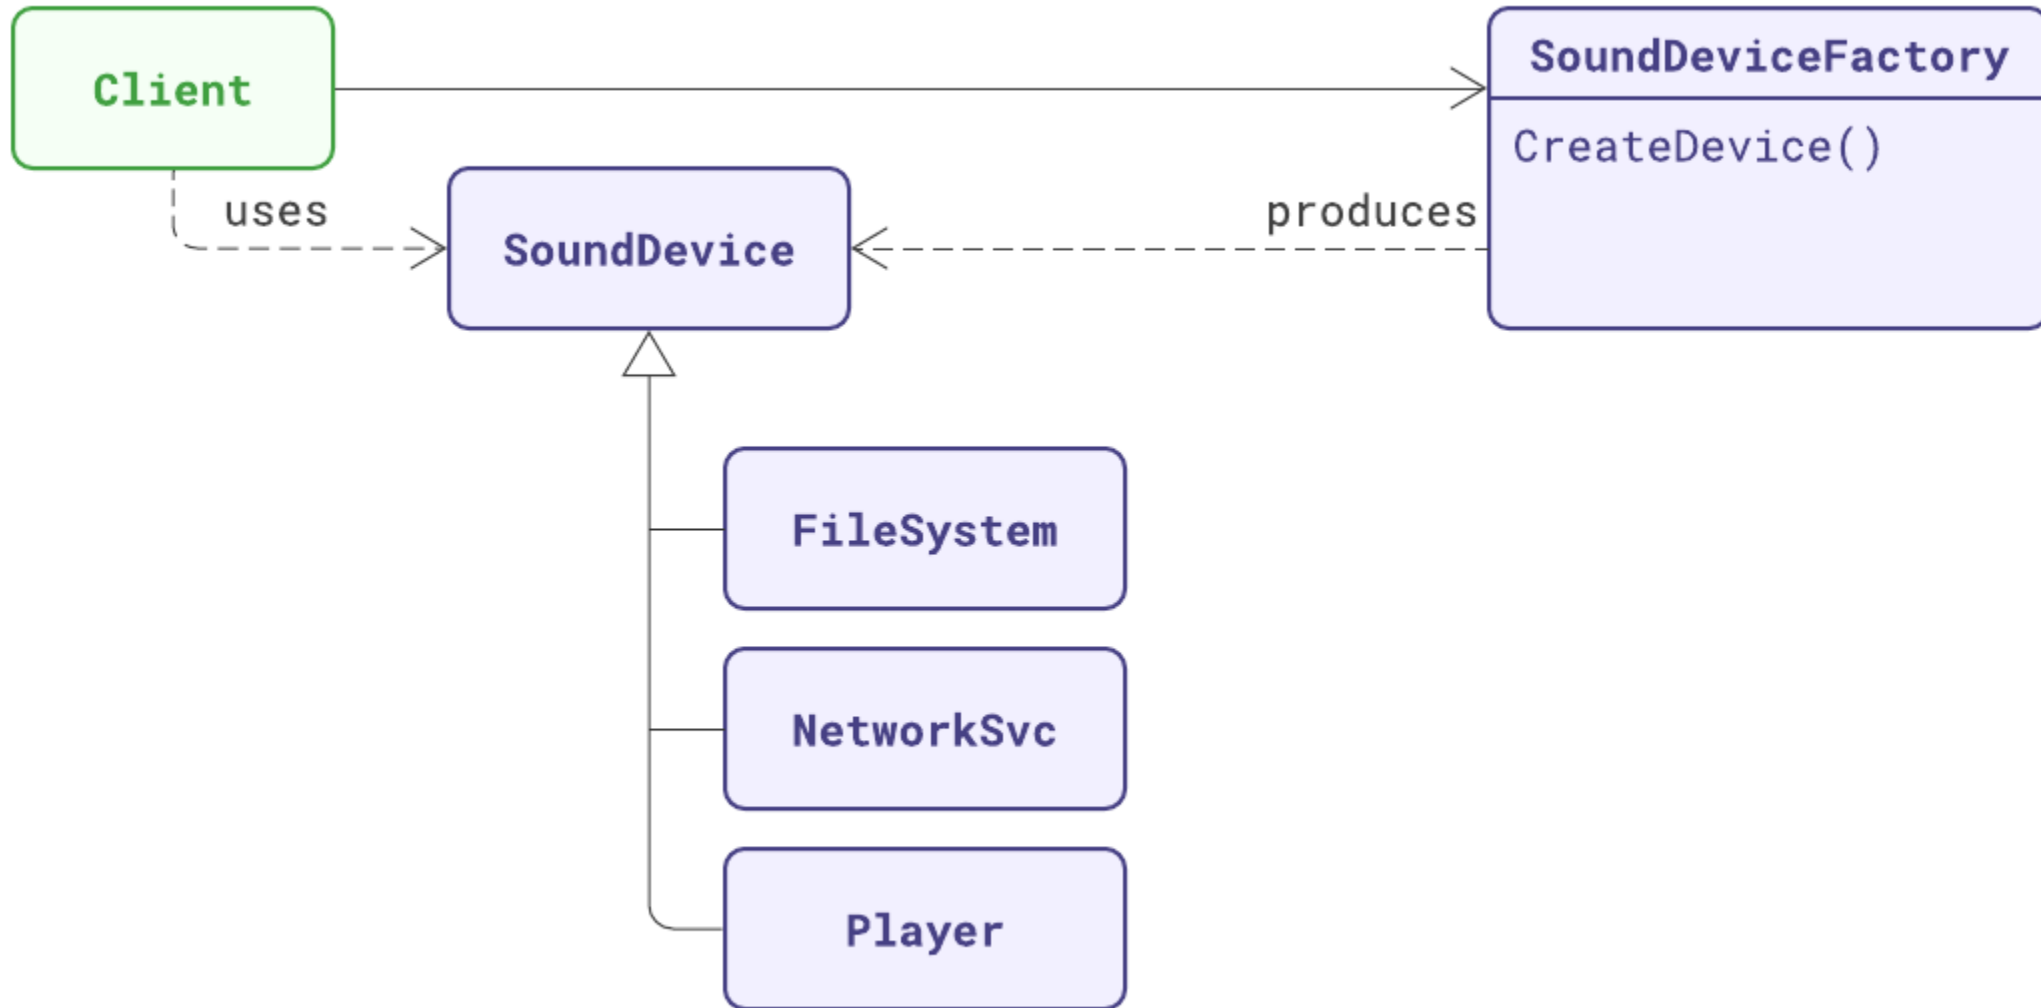 Client
SoundDeviceFactory
CreateDevice()
uses
produces
SoundDevice
FileSystem
NetworkSvc
Player